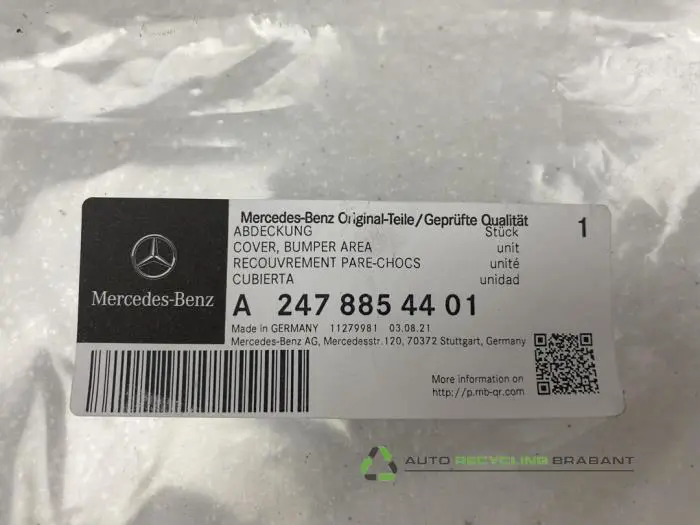 Mercedes-Benz Original-Teile/Geprüfte Qualität
ABDECKUNG Stück 1
COVER, BUMPER AREA unit
RECOUVREMENT PARE-CHOCS unité
CUBIERTA unidad
Mercedes-Benz
A 247 885 44 01
Made in GERMANY 11279981 03.08.21
Mercedes-Benz AG, Mercedesstr. 120, 70372 Stuttgart, Germany
More information on
http://p.mb-qr.com
AUTO RECYCLING BRABANT